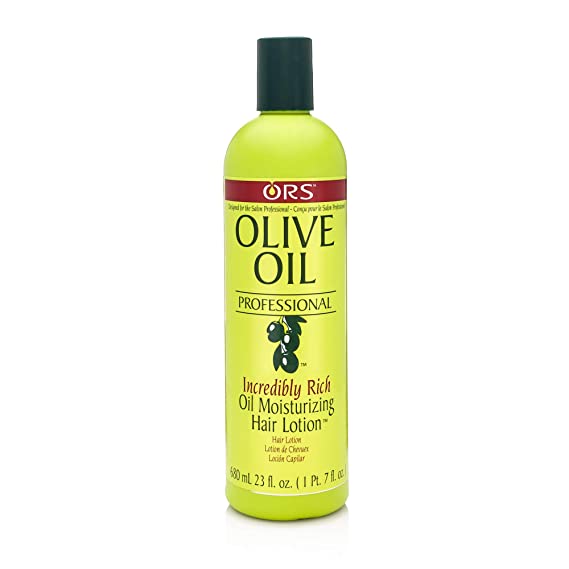 ORS™
Designed for the Salon Professional - Conçu pour le Salon Professionnel
OLIVE
OIL
PROFESSIONAL
™
Incredibly Rich
Oil Moisturizing
Hair Lotion™
Hair Lotion
Lotion de Cheveux
Loción Capilar
680 mL 23 fl. oz. ( 1 Pt. 7 fl. oz.)